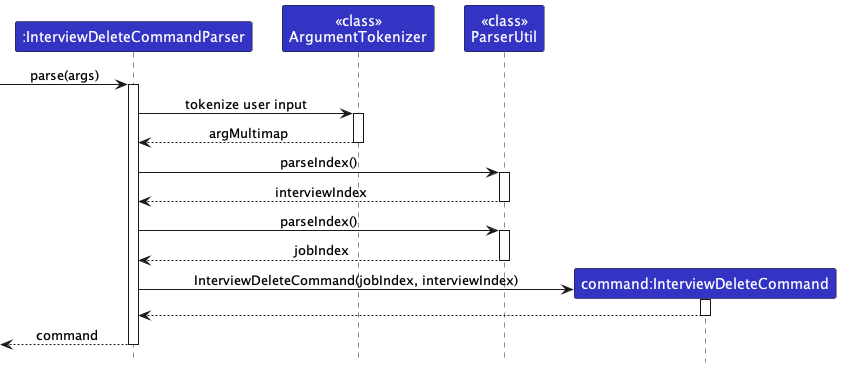 «class»
«class»
:InterviewDeleteCommandParser
ArgumentTokenizer
ParserUtil
parse(args)
tokenize user input
argMultimap
parseIndex()
interviewIndex
parseIndex()
jobIndex
InterviewDeleteCommand(jobIndex, interviewIndex)
command:InterviewDeleteCommand
command